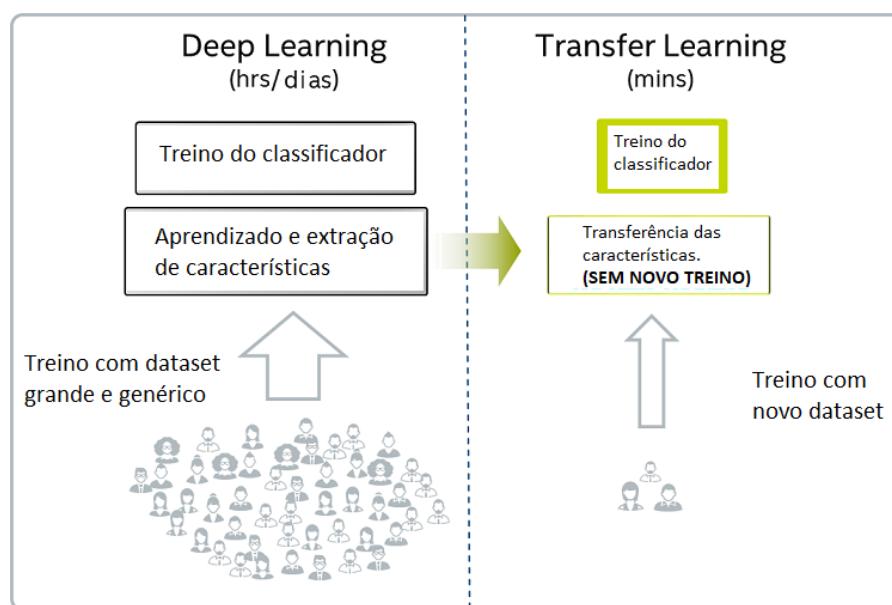 Deep Learning
(hrs/dias)
Treino do classificador
Aprendizado e extração
de características
Treino com dataset
grande e genérico
Transfer Learning
(mins)
Treino do
classificador
Transferência das
características.
(SEM NOVO TREINO)
Treino com
novo dataset